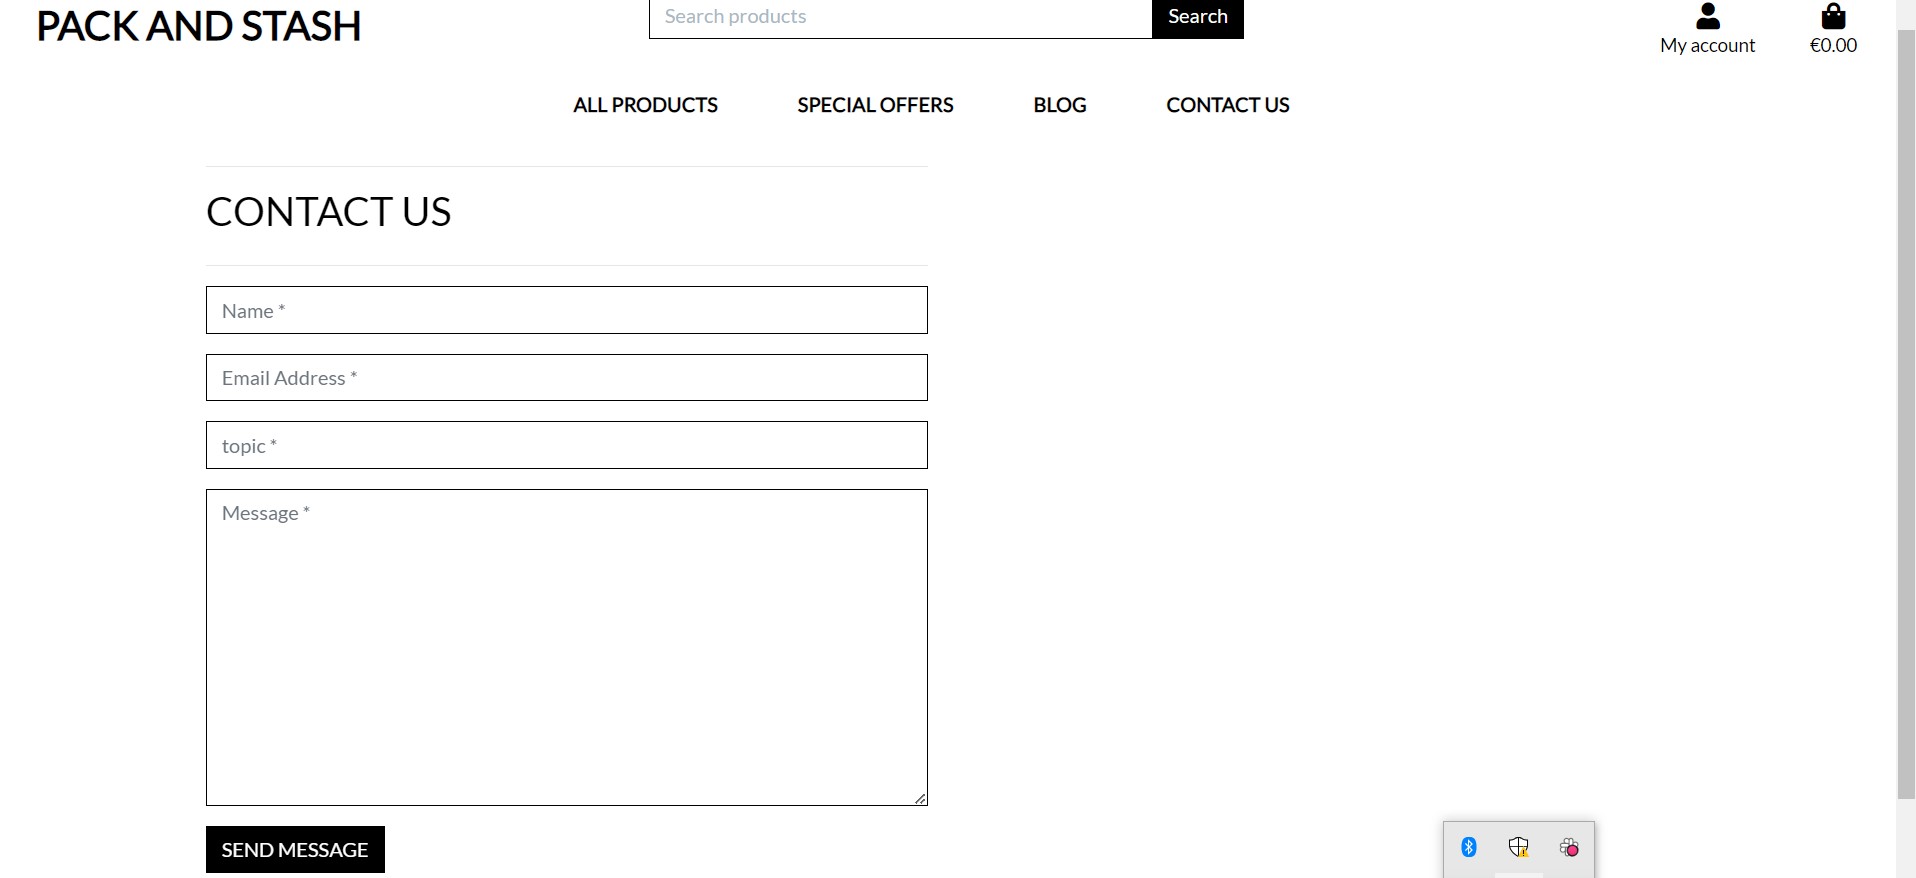 PACK AND STASH
Search products
Search
My account
€0.00
ALL PRODUCTS
SPECIAL OFFERS
BLOG
CONTACT US
CONTACT US
Name *
Email Address *
topic *
Message *
SEND MESSAGE